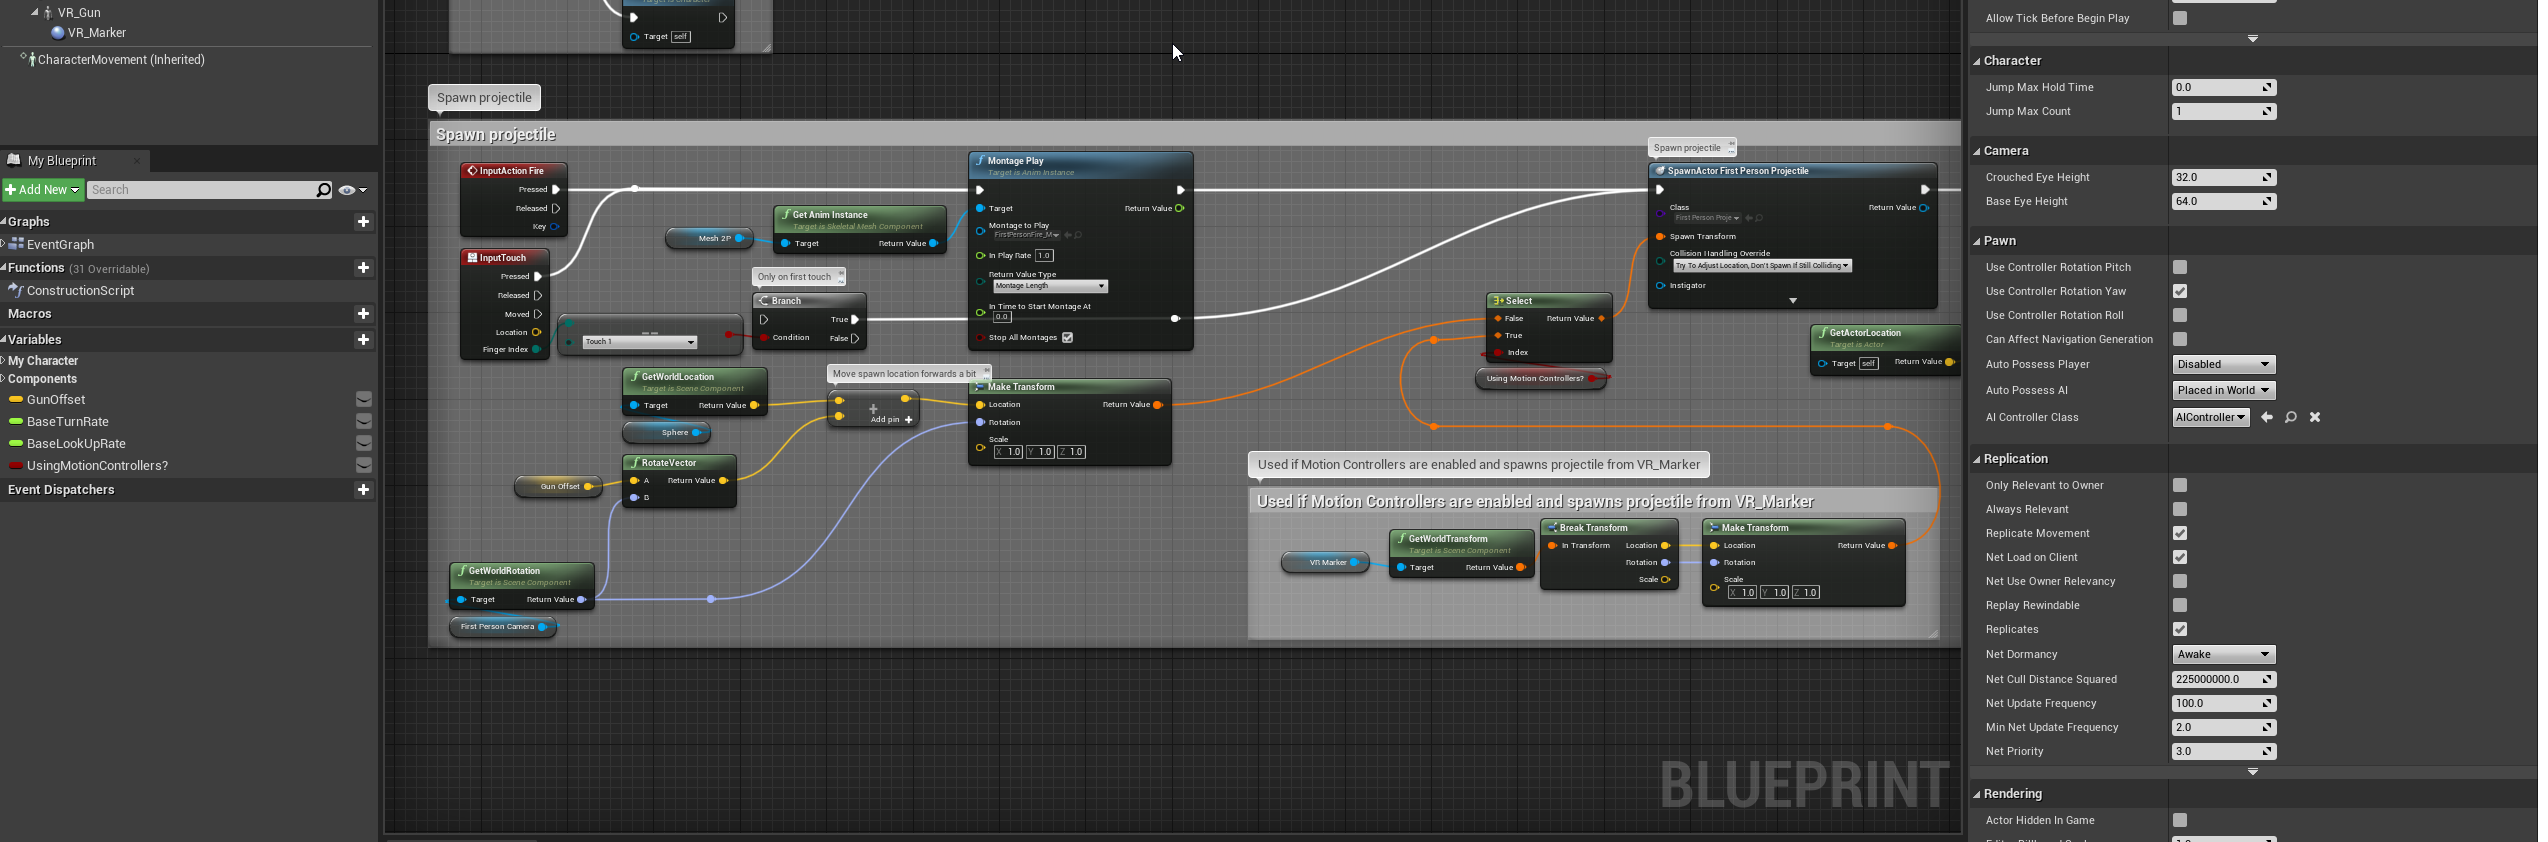 VR_Gun
VR_Marker
CharacterMovement (Inherited)
My Blueprint
Add New
Search
Graphs
EventGraph
Functions (31 Overridable)
ConstructionScript
Macros
Variables
My Character
Components
GunOffset
BaseTurnRate
BaseLookUpRate
UsingMotionControllers?
Event Dispatchers
Target self
Spawn projectile
Spawn projectile
InputAction Fire
Pressed
Released
Key
InputTouch
Pressed
Released
Moved
Location
Finger Index
Touch 1
Mesh 2P
Get Anim Instance
Target is Skeletal Mesh Component
Target Return Value
Only on first touch
Branch
True
Condition False
Montage Play
Target is Anim Instance
Target Return Value
Montage to Play
In Play Rate 1.0
Return Value Type
Montage Length
In Time to Start Montage At
0.0
Stop All Montages
GetWorldLocation
Target is Scene Component
Target Return Value
Sphere
Move spawn location forwards a bit
Add pin
Make Transform
Location Return Value
Rotation
Scale
X 1.0 Y 1.0 Z 1.0
Gun Offset
RotateVector
A Return Value
B
GetWorldRotation
Target is Scene Component
Target Return Value
First Person Camera
Spawn projectile
SpawnActor First Person Projectile
Class Return Value
First Person Proje
Spawn Transform
Collision Handling Override
Try To Adjust Location, Don't Spawn If Still Colliding
Instigator
Select
False Return Value
True
Index
Using Motion Controllers?
GetActorLocation
Target is Actor
Target self Return Value
Used if Motion Controllers are enabled and spawns projectile from VR_Marker
Used if Motion Controllers are enabled and spawns projectile from VR_Marker
VR Marker
GetWorldTransform
Target is Scene Component
Target Return Value
Break Transform
In Transform Location
Rotation
Scale
Make Transform
Location Return Value
Rotation
Scale
X 1.0 Y 1.0 Z 1.0
BLUEPRINT
Allow Tick Before Begin Play
Character
Jump Max Hold Time 0.0
Jump Max Count 1
Camera
Crouched Eye Height 32.0
Base Eye Height 64.0
Pawn
Use Controller Rotation Pitch
Use Controller Rotation Yaw
Use Controller Rotation Roll
Can Affect Navigation Generation
Auto Possess Player Disabled
Auto Possess AI Placed in World
AI Controller Class AIController
Replication
Only Relevant to Owner
Always Relevant
Replicate Movement
Net Load on Client
Net Use Owner Relevancy
Replay Rewindable
Replicates
Net Dormancy Awake
Net Cull Distance Squared 225000000.0
Net Update Frequency 100.0
Min Net Update Frequency 2.0
Net Priority 3.0
Rendering
Actor Hidden In Game